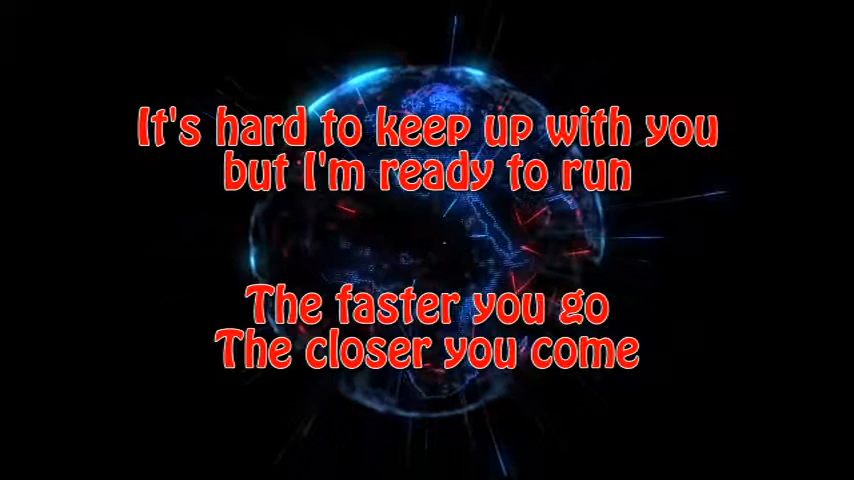 It's hard to keep up with you
but I'm ready to run
The faster you go
The closer you come